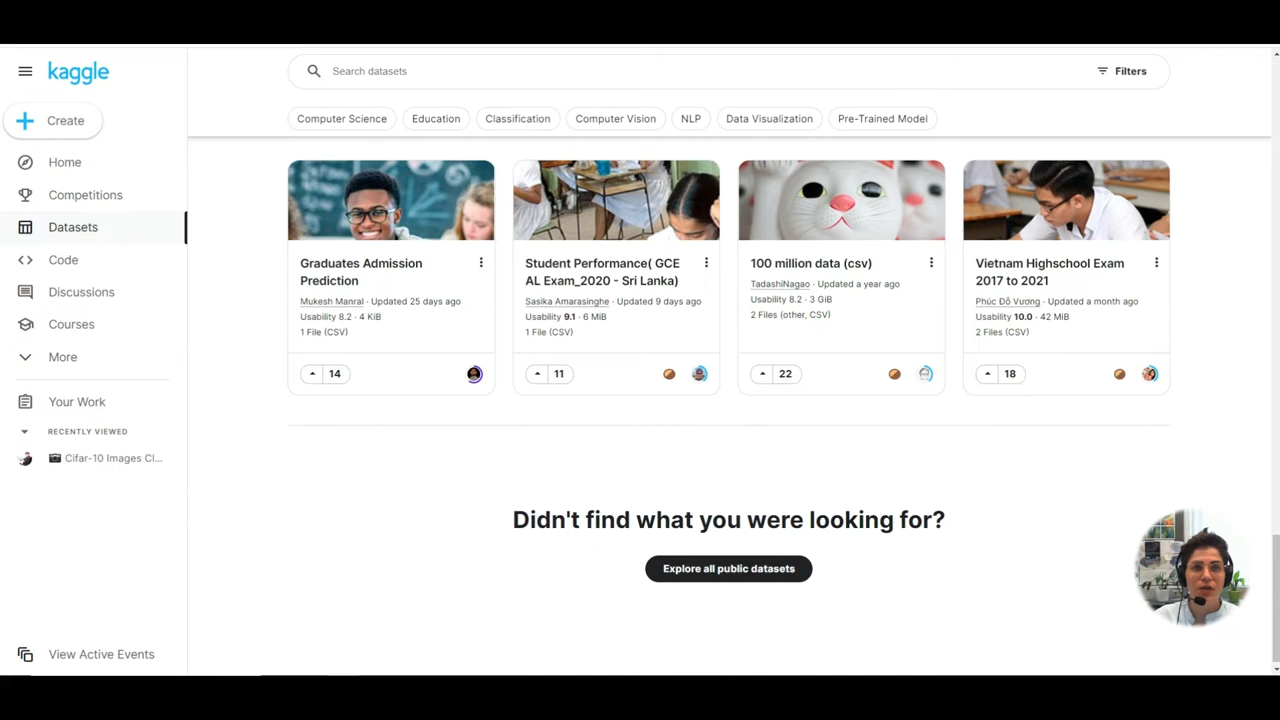 kaggle
Search datasets
Filters
Create
Computer Science
Education
Classification
Computer Vision
NLP
Data Visualization
Pre-Trained Model
Home
Competitions
Datasets
Code
Discussions
Courses
More
Your Work
RECENTLY VIEWED
Cifar-10 Images Cl...
View Active Events
Graduates Admission
Prediction
Mukesh Manral · Updated 25 days ago
Usability 8.2 · 4 KiB
1 File (CSV)
14
Student Performance( GCE
AL Exam_2020 - Sri Lanka)
Sasika Amarasinghe · Updated 9 days ago
Usability 9.1 · 6 MiB
1 File (CSV)
11
100 million data (csv)
TadashiNagao · Updated a year ago
Usability 8.2 · 3 GiB
2 Files (other, CSV)
22
Vietnam Highschool Exam
2017 to 2021
Phúc Đỗ Vương · Updated a month ago
Usability 10.0 · 42 MiB
2 Files (CSV)
18
Didn't find what you were looking for?
Explore all public datasets